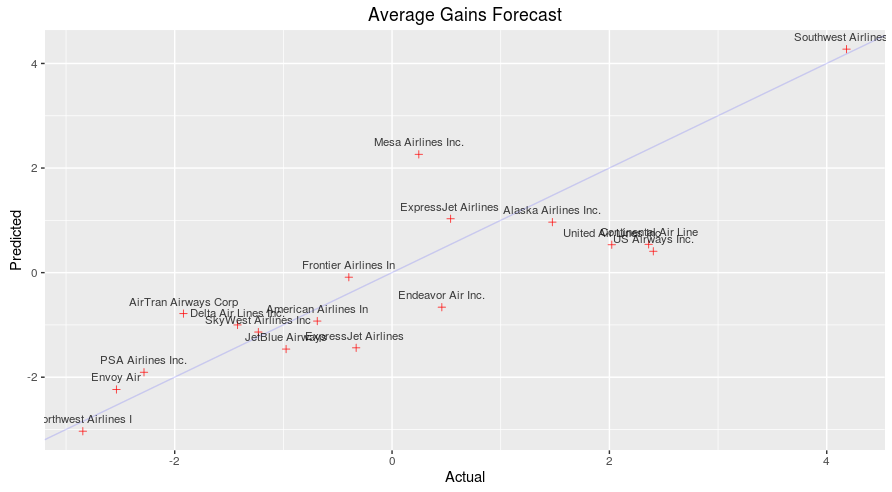 Average Gains Forecast
Southwest Airlines
4
Mesa Airlines Inc.
2
ExpressJet Airlines
Alaska Airlines Inc.
United Air Lines Inc.
Continental Air Line
US Airways Inc.
Frontier Airlines In
0
Endeavor Air Inc.
AirTran Airways Corp
American Airlines In
Delta Air Lines Inc.
SkyWest Airlines Inc
JetBlue Airways
ExpressJet Airlines
PSA Airlines Inc.
Envoy Air
-2
orthwest Airlines I
-2
0
2
4
Actual
Predicted